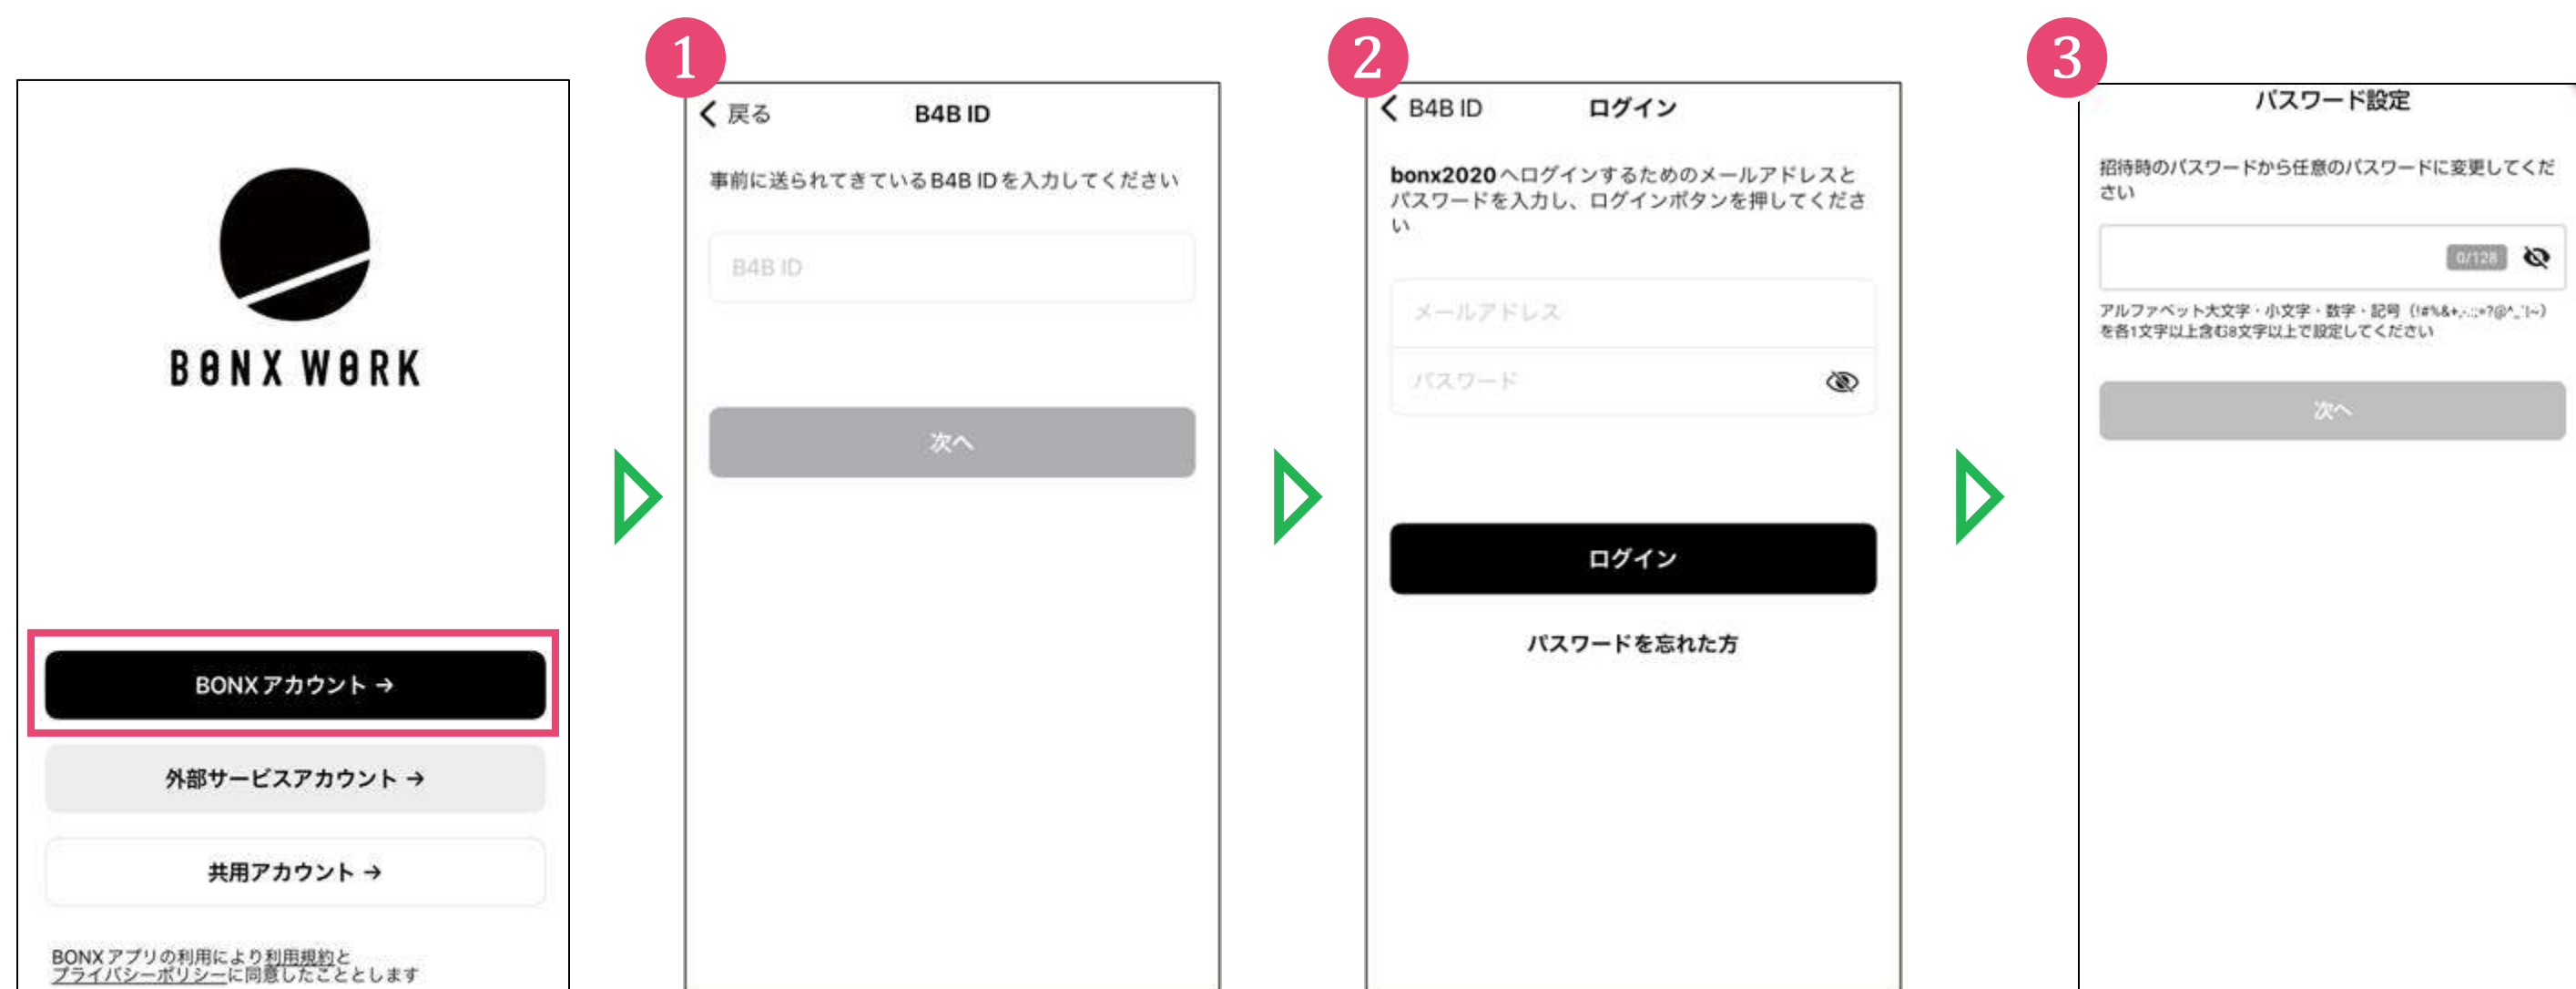 BONX WORK
BONX アカウント →
外部サービスアカウント →
共用アカウント →
BONX アプリの利用により利用規約と
プライバシーポリシーに同意したこととします
1
戻る
B4B ID
事前に送られてきている B4B ID を入力してください
B4B ID
次へ
2
B4B ID
ログイン
bonx2020 へログインするためのメールアドレスと
パスワードを入力し、ログインボタンを押してくださ
い
メールアドレス
パスワード
ログイン
パスワードを忘れた方
3
パスワード設定
招待時のパスワードから任意のパスワードに変更してくだ
さい
0/128
アルファベット大文字・小文字・数字・記号
を各1文字以上含む8文字以上で設定してください
次へ